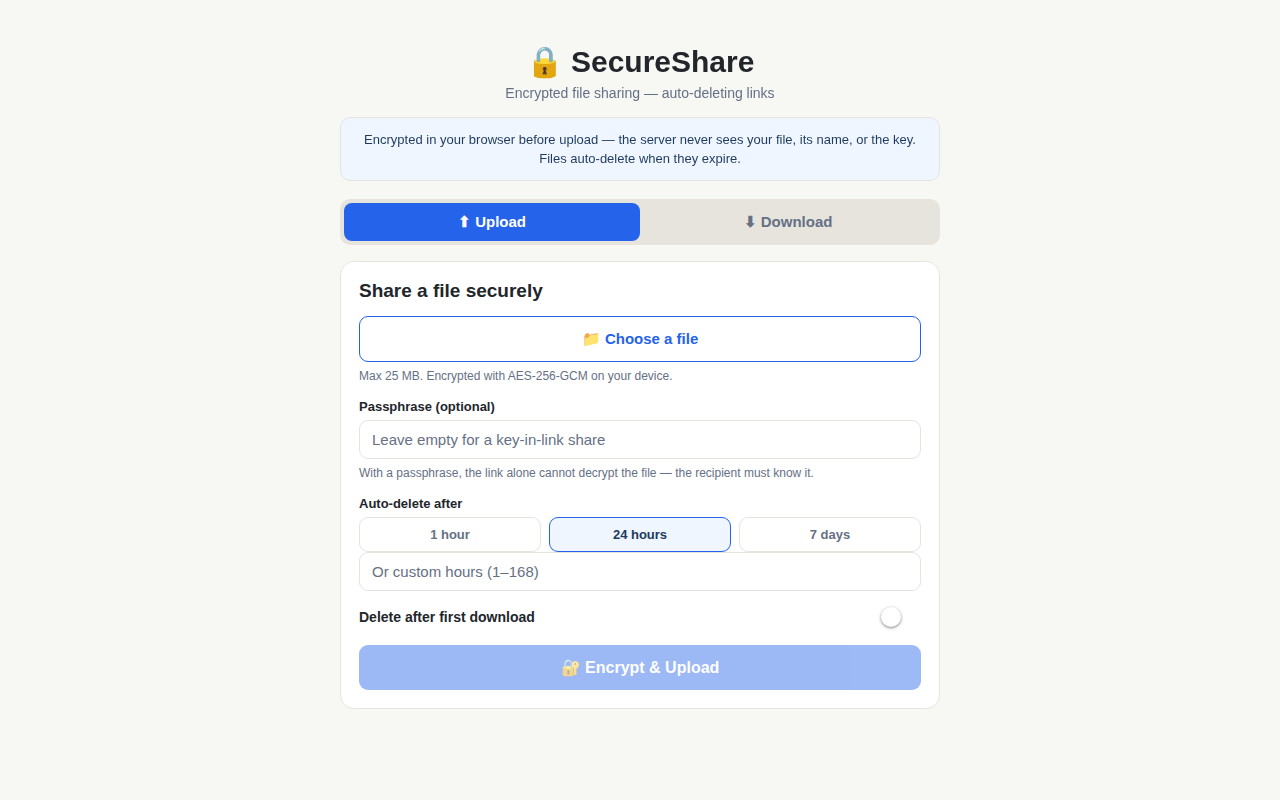 🔒 SecureShare
Encrypted file sharing — auto-deleting links
Encrypted in your browser before upload — the server never sees your file, its name, or the key.
Files auto-delete when they expire.
⬆ Upload
⬇ Download
Share a file securely
📁 Choose a file
Max 25 MB. Encrypted with AES-256-GCM on your device.
Passphrase (optional)
Leave empty for a key-in-link share
With a passphrase, the link alone cannot decrypt the file — the recipient must know it.
Auto-delete after
1 hour
24 hours
7 days
Or custom hours (1–168)
Delete after first download
🔐 Encrypt & Upload